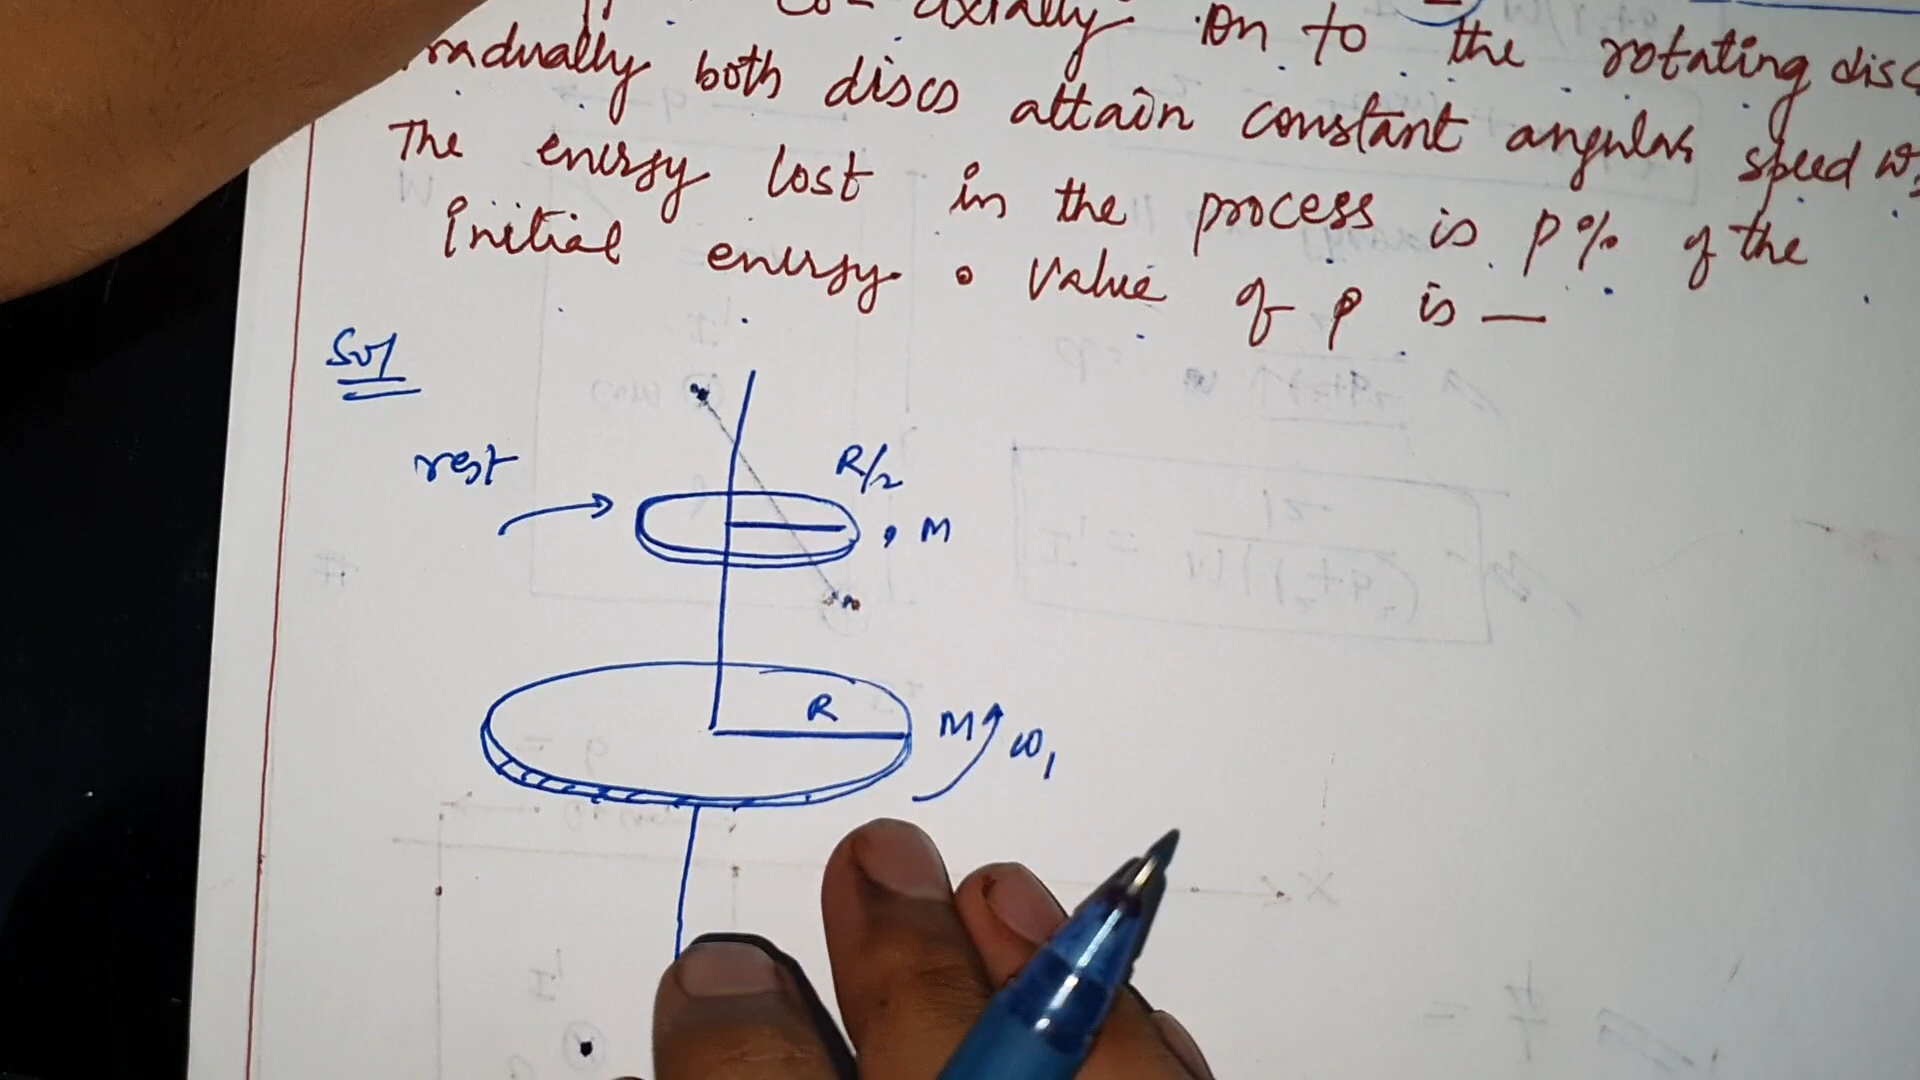 co-axially on to the rotating disc
gradually both discs attain constant angular speed ω
The energy lost in the process is P% of the
initial energy. Value of P is —
Sol
rest
R/2
, M
R
M
ω1